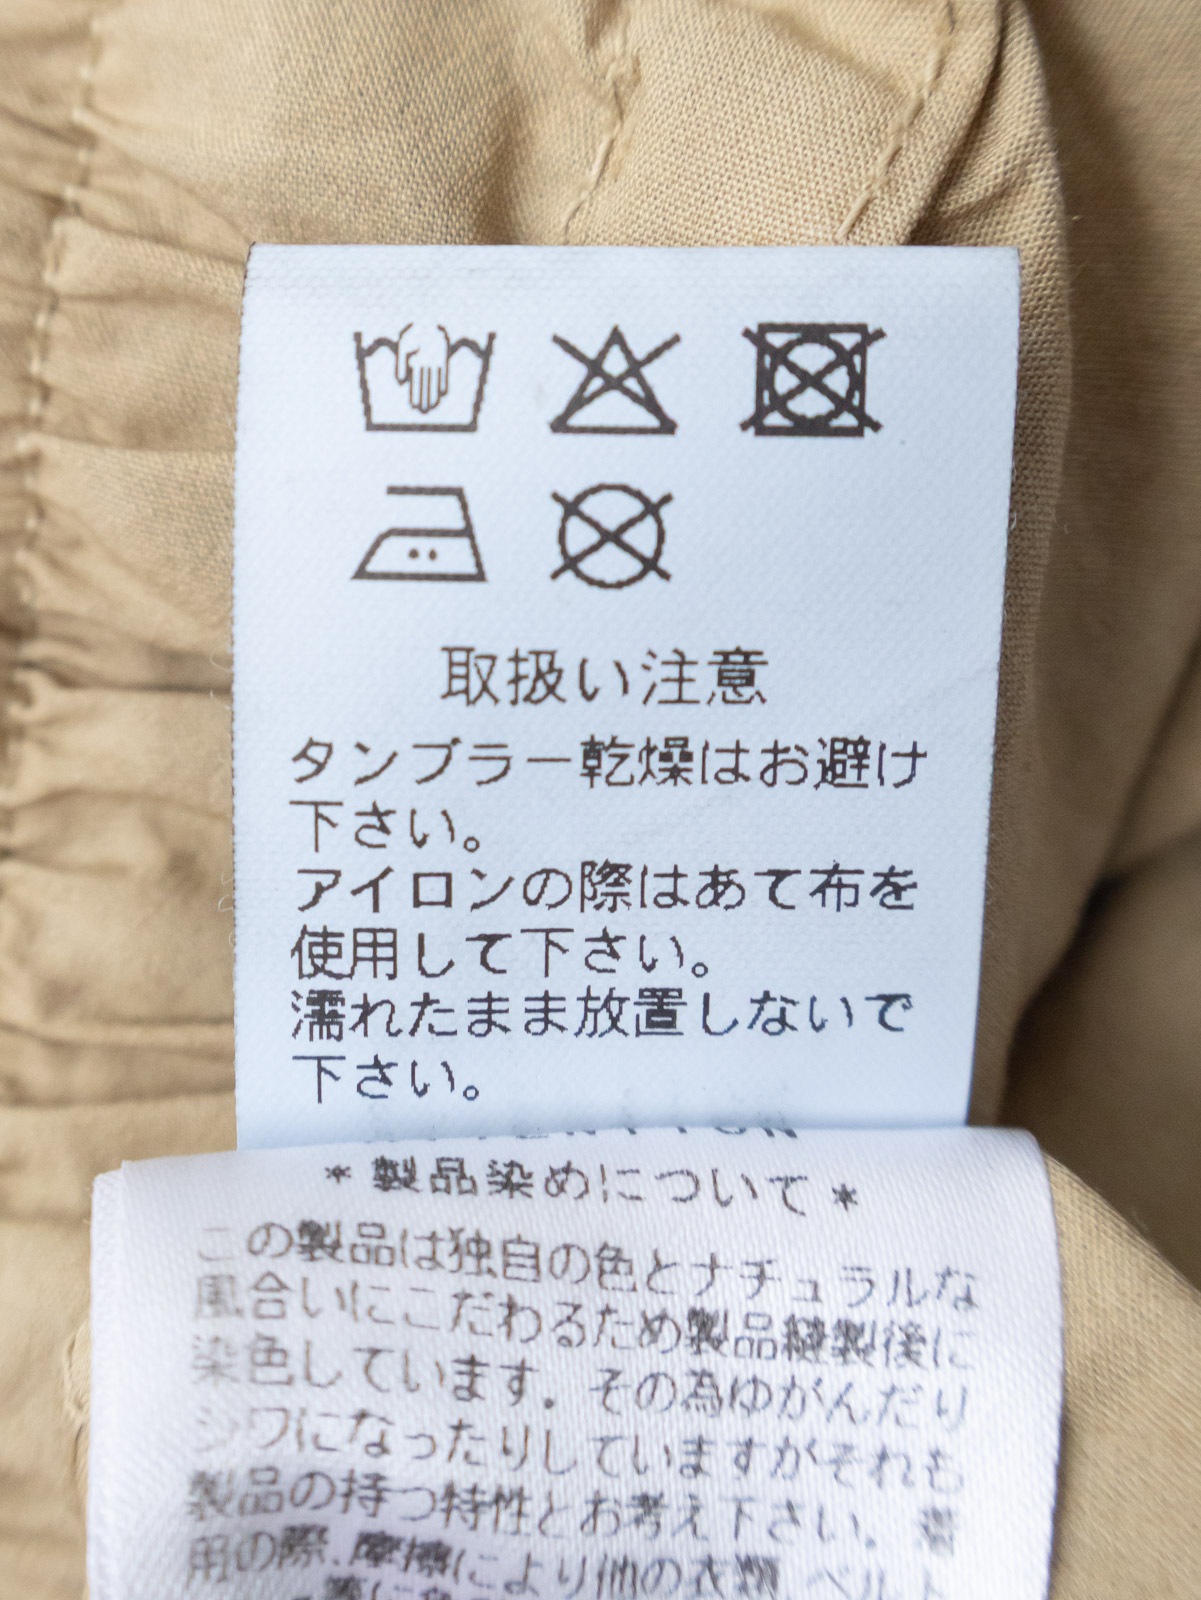 取扱い注意
タンブラー乾燥はお避け
下さい。
アイロンの際はあて布を
使用して下さい。
濡れたまま放置しないで
下さい。
*製品染めについて*
この製品は独自の色とナチュラルな
風合いにこだわるため製品縫製後に
染色しています。その為ゆがんだり
シワになったりしていますがそれも
製品の持つ特性とお考え下さい。着
用の際、摩擦により他の衣類、ベルト